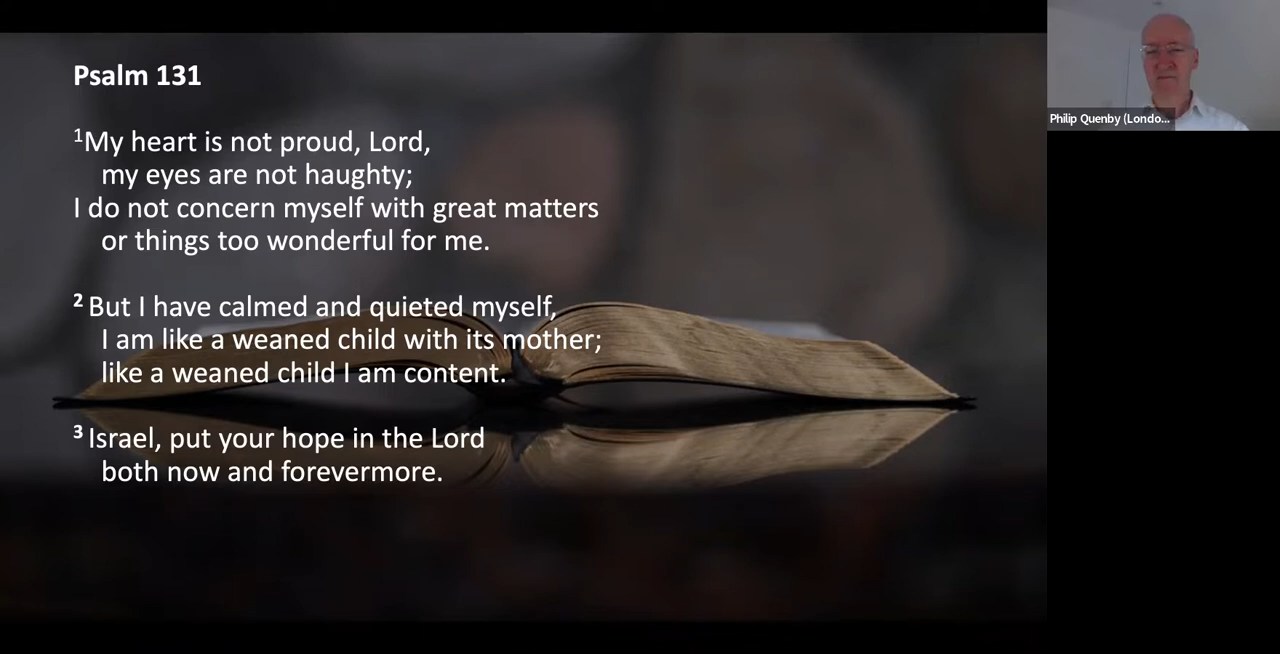 Psalm 131
¹My heart is not proud, Lord,
my eyes are not haughty;
I do not concern myself with great matters
or things too wonderful for me.
² But I have calmed and quieted myself,
I am like a weaned child with its mother;
like a weaned child I am content.
³ Israel, put your hope in the Lord
both now and forevermore.
Philip Quenby (Londo...